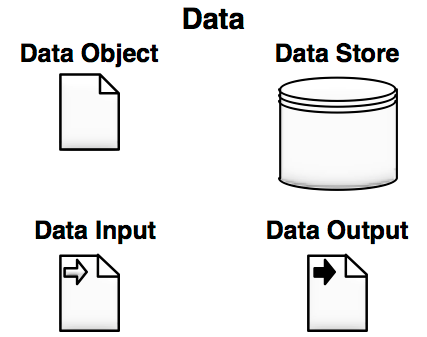 Data
Data Object
Data Store
Data Input
Data Output